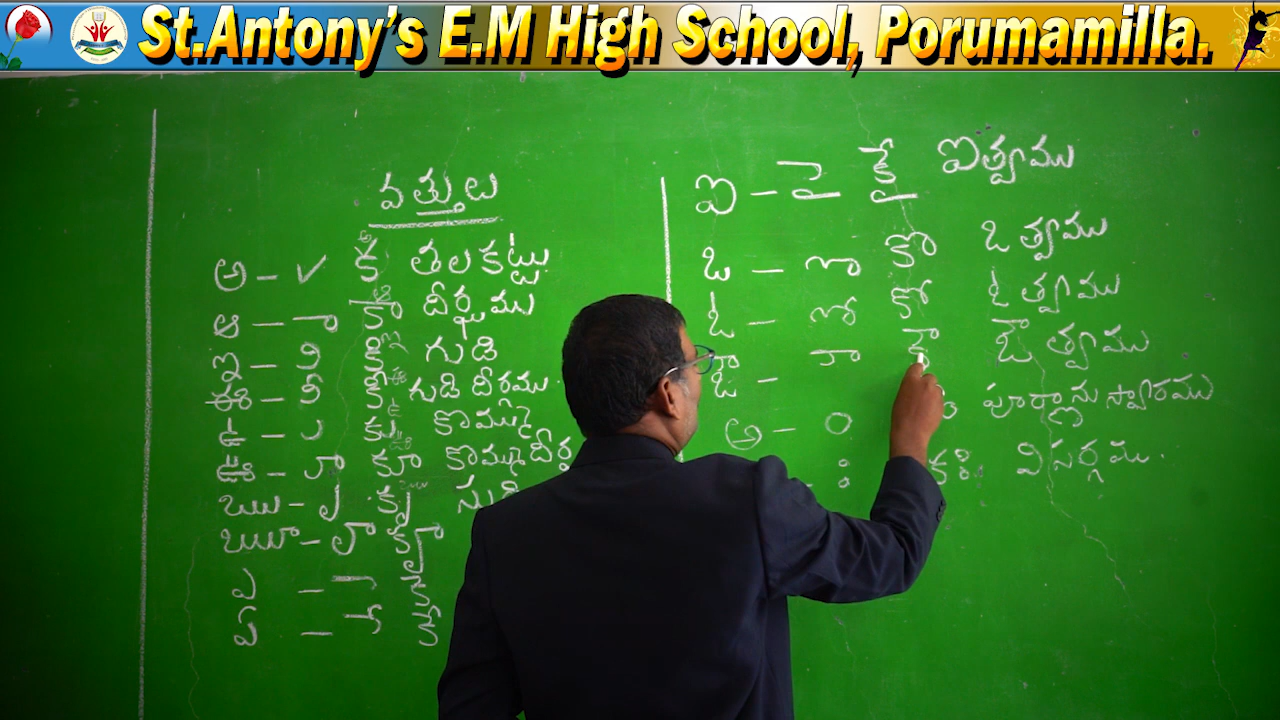 St.Antony's E.M High School, Porumamilla.
వత్తులు
అ - ✓ క తలకట్టు
ఆ - ా కా దీర్ఘము
ఇ - ి కి గుడి
ఈ - ీ కీ గుడి దీర్ఘము
ఉ - ు కు కొమ్ము
ఊ - ూ కూ కొమ్ము దీర్ఘ
ఋ - ృ కృ
ౠ - ౄ కౄ
ఎ - ె కె
ఏ - ే కే
ఐ - ై కై ఐత్వము
ఒ - ొ కొ ఒత్వము
ఓ - ో కో ఓత్వము
ఔ - ౌ కౌ ఔత్వము
అ - ం పూర్ణానుస్వారము
ః కః విసర్గము.